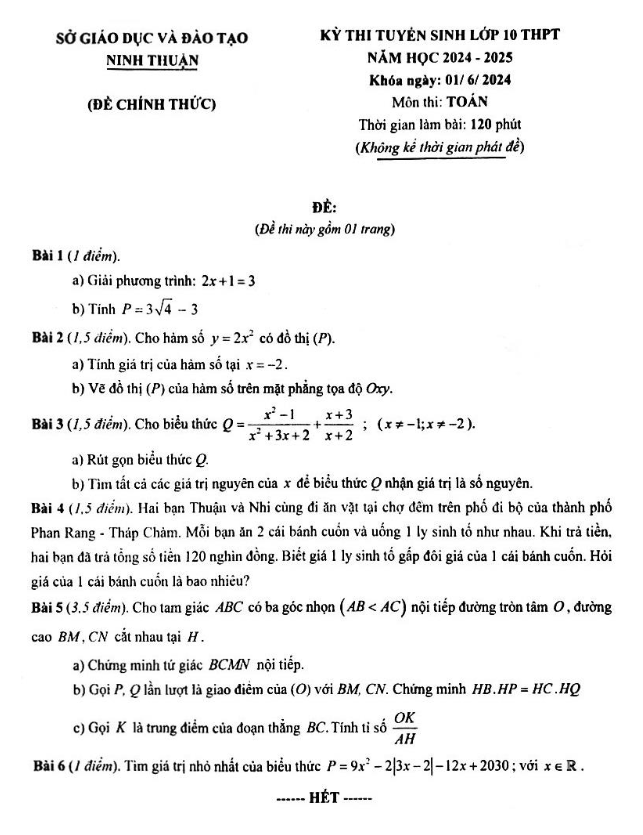 SỞ GIÁO DỤC VÀ ĐÀO TẠO
NINH THUẬN
(ĐỀ CHÍNH THỨC)
KỲ THI TUYỂN SINH LỚP 10 THPT
NĂM HỌC 2024 - 2025
Khóa ngày: 01/ 6/ 2024
Môn thi: TOÁN
Thời gian làm bài: 120 phút
(Không kể thời gian phát đề)
ĐỀ:
(Đề thi này gồm 01 trang)
Bài 1 (1 điểm).
a) Giải phương trình: 2x + 1 = 3
b) Tính P = 3√4 − 3
Bài 2 (1,5 điểm). Cho hàm số y = 2x² có đồ thị (P).
a) Tính giá trị của hàm số tại x = −2.
b) Vẽ đồ thị (P) của hàm số trên mặt phẳng tọa độ Oxy.
Bài 3 (1,5 điểm). Cho biểu thức Q = (x² − 1)/(x² + 3x + 2) + (x + 3)/(x + 2) ; (x ≠ −1; x ≠ −2).
a) Rút gọn biểu thức Q.
b) Tìm tất cả các giá trị nguyên của x để biểu thức Q nhận giá trị là số nguyên.
Bài 4 (1,5 điểm). Hai bạn Thuận và Nhi cùng đi ăn vặt tại chợ đêm trên phố đi bộ của thành phố
Phan Rang - Tháp Chàm. Mỗi bạn ăn 2 cái bánh cuốn và uống 1 ly sinh tố như nhau. Khi trả tiền,
hai bạn đã trả tổng số tiền 120 nghìn đồng. Biết giá 1 ly sinh tố gấp đôi giá của 1 cái bánh cuốn. Hỏi
giá của 1 cái bánh cuốn là bao nhiêu?
Bài 5 (3,5 điểm). Cho tam giác ABC có ba góc nhọn (AB < AC) nội tiếp đường tròn tâm O, đường
cao BM, CN cắt nhau tại H.
a) Chứng minh tứ giác BCMN nội tiếp.
b) Gọi P, Q lần lượt là giao điểm của (O) với BM, CN. Chứng minh HB.HP = HC.HQ
c) Gọi K là trung điểm của đoạn thẳng BC. Tính tỉ số OK/AH
Bài 6 (1 điểm). Tìm giá trị nhỏ nhất của biểu thức P = 9x² − 2|3x − 2| − 12x + 2030 ; với x ∈ ℝ .
------ HẾT ------